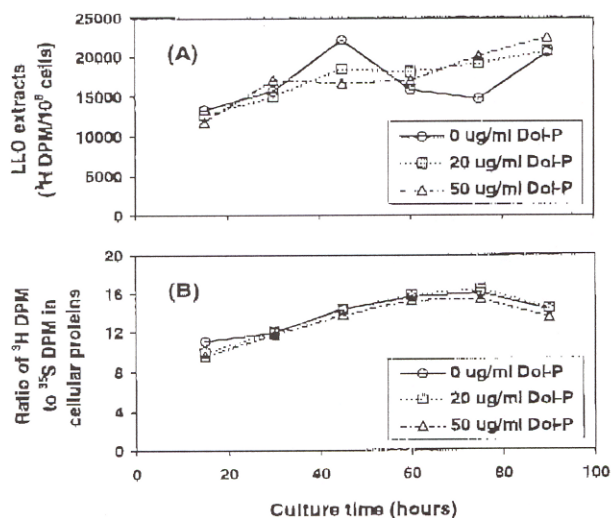 25000
20000
15000
10000
5000
0
LLO extracts
(³H DPM/10⁶ cells)
(A)
0 ug/ml Dol-P
20 ug/ml Dol-P
50 ug/ml Dol-P
20
16
12
8
4
0
Ratio of ³H DPM
to ³⁵S DPM in
cellular proteins
(B)
0 ug/ml Dol-P
20 ug/ml Dol-P
50 ug/ml Dol-P
0 20 40 60 80 100
Culture time (hours)